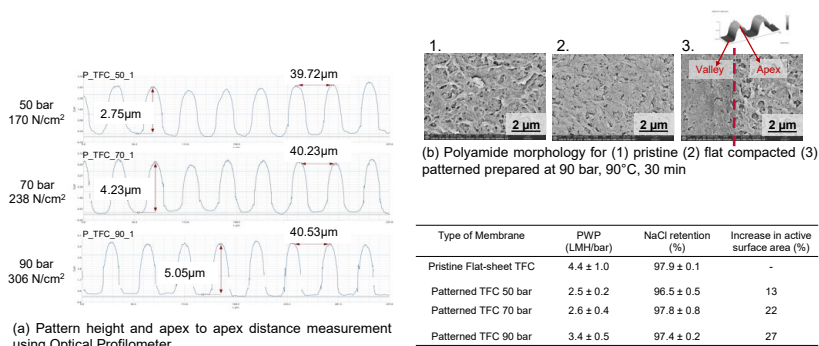 P_TFC_50_1
39.72µm
50 bar
170 N/cm2
2.75µm
P_TFC_70_1
40.23µm
70 bar
238 N/cm2
4.23µm
P_TFC_90_1
40.53µm
90 bar
306 N/cm2
5.05µm
(a) Pattern height and apex to apex distance measurement
using Optical Profilometer
1.
2.
3.
Valley
Apex
2 µm
2 µm
2 µm
(b) Polyamide morphology for (1) pristine (2) flat compacted (3)
patterned prepared at 90 bar, 90°C, 30 min
Type of Membrane PWP (LMH/bar) NaCl retention (%) Increase in active surface area (%)
Pristine Flat-sheet TFC 4.4 ± 1.0 97.9 ± 0.1 -
Patterned TFC 50 bar 2.5 ± 0.2 96.5 ± 0.5 13
Patterned TFC 70 bar 2.6 ± 0.4 97.8 ± 0.8 22
Patterned TFC 90 bar 3.4 ± 0.5 97.4 ± 0.2 27